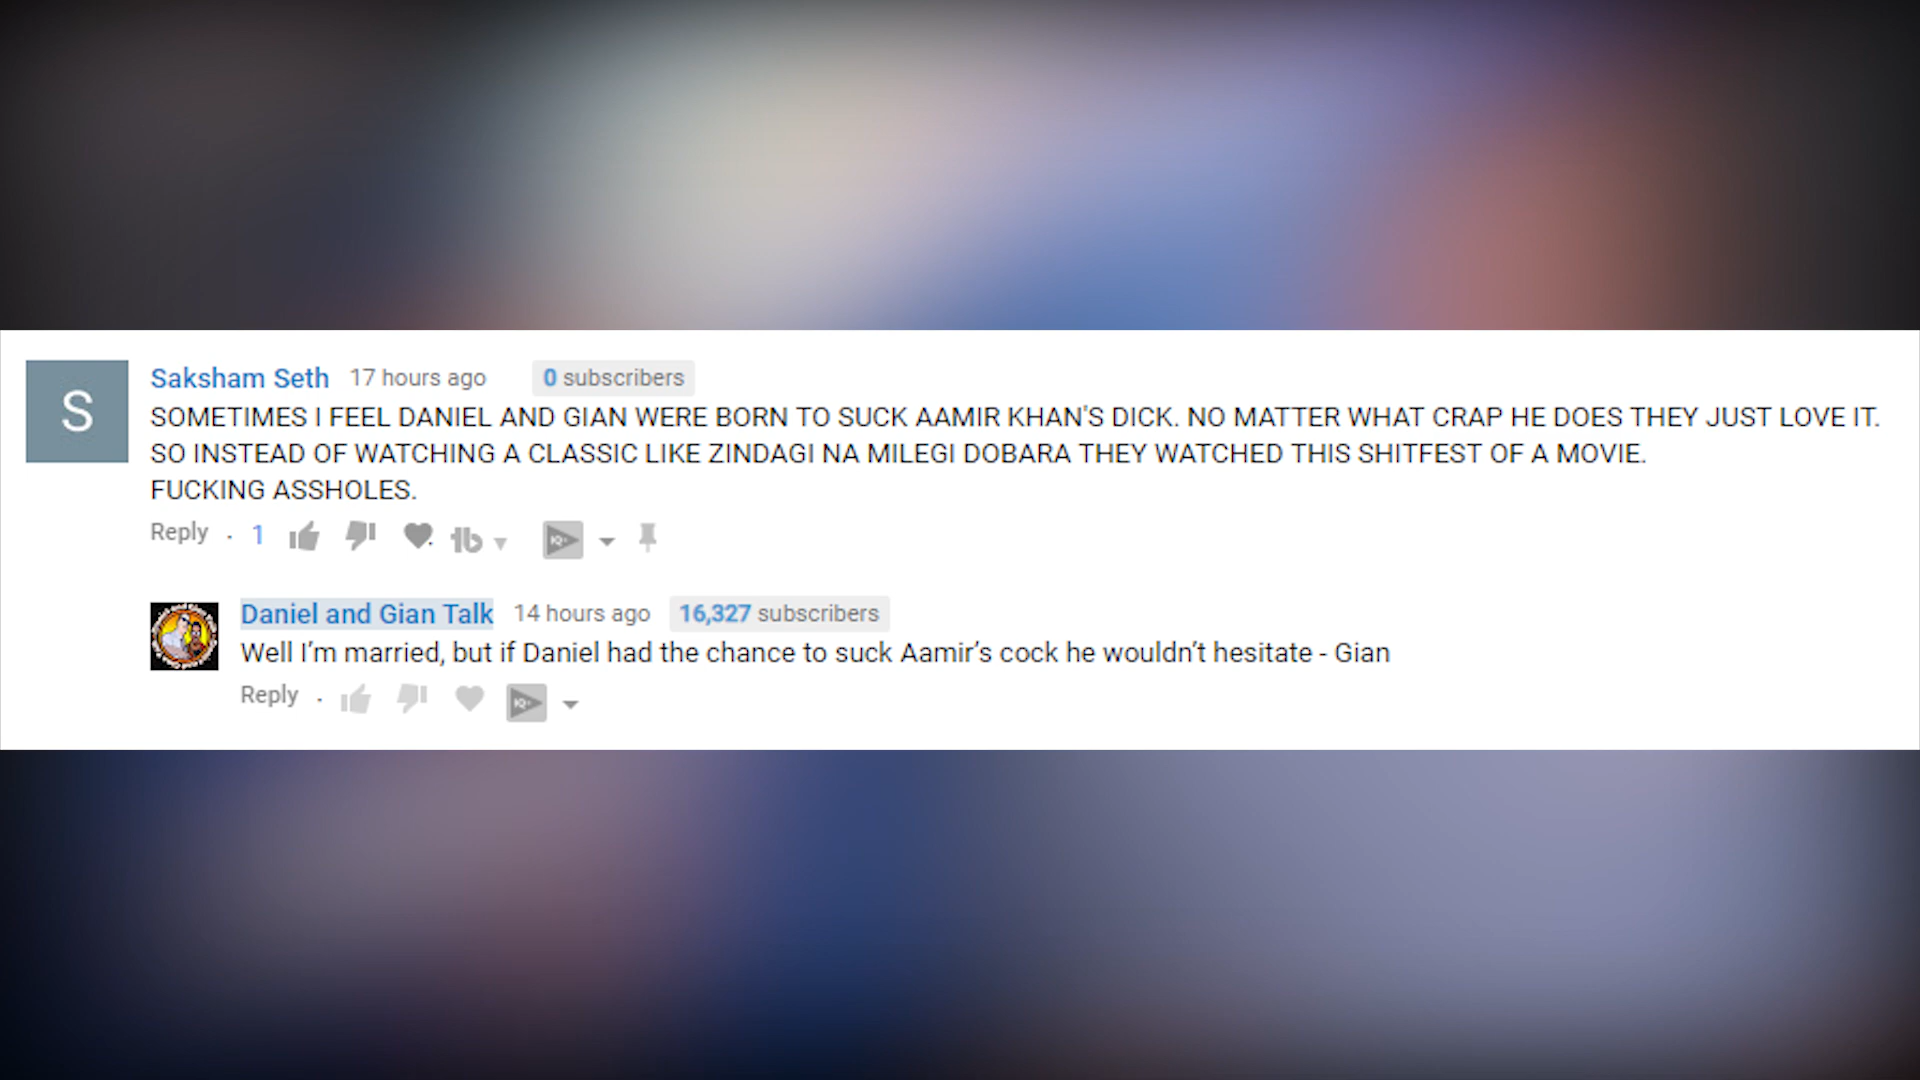 S
Saksham Seth 17 hours ago 0 subscribers
SOMETIMES I FEEL DANIEL AND GIAN WERE BORN TO SUCK AAMIR KHAN'S DICK. NO MATTER WHAT CRAP HE DOES THEY JUST LOVE IT.
SO INSTEAD OF WATCHING A CLASSIC LIKE ZINDAGI NA MILEGI DOBARA THEY WATCHED THIS SHITFEST OF A MOVIE.
FUCKING ASSHOLES.
Reply . 1
Daniel and Gian Talk 14 hours ago 16,327 subscribers
Well I'm married, but if Daniel had the chance to suck Aamir's cock he wouldn't hesitate - Gian
Reply .